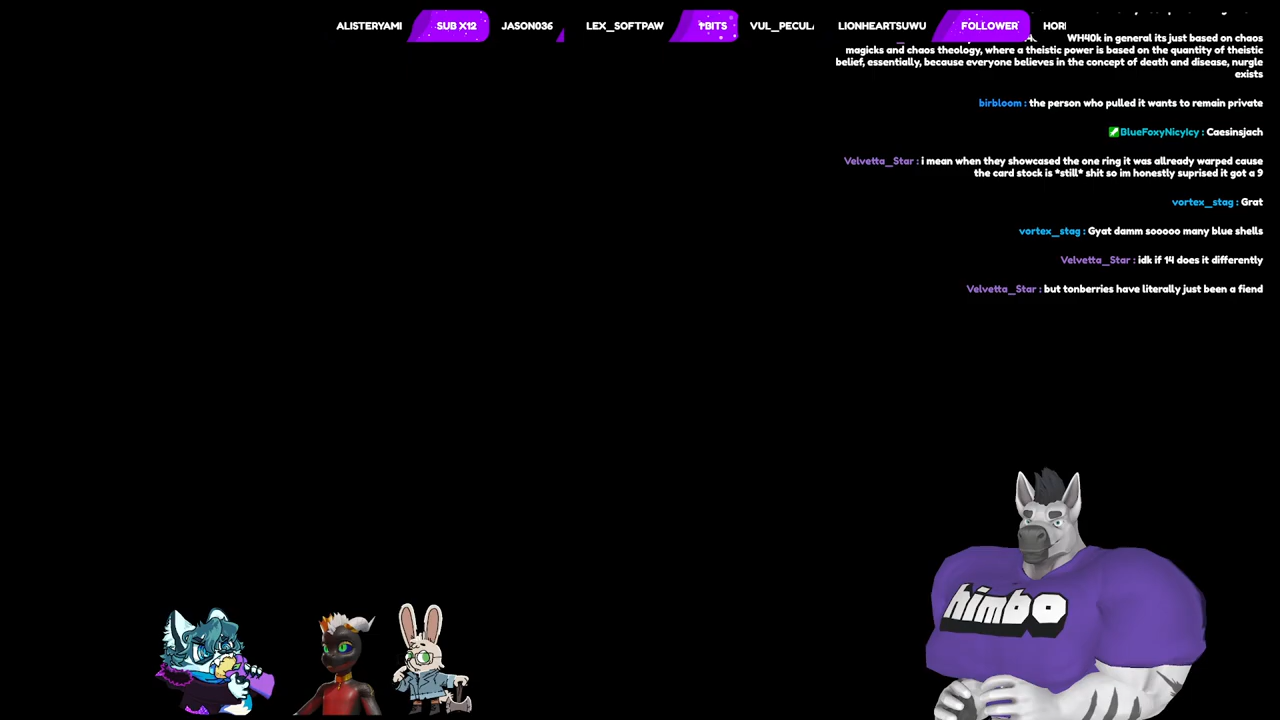 ALISTERYAMI SUB X12 JASON036 LEX_SOFTPAW BITS VUL_PECUL LIONHEARTSUWU FOLLOWER HOR
WH40k in general its just based on chaos
magicks and chaos theology, where a theistic power is based on the quantity of theistic
belief, essentially, because everyone believes in the concept of death and disease, nurgle
exists
birbloom : the person who pulled it wants to remain private
BlueFoxyNicyIcy : Caesinsjach
Velvetta_Star : i mean when they showcased the one ring it was allready warped cause
the card stock is *still* shit so im honestly suprised it got a 9
vortex_stag : Grat
vortex_stag : Gyat damm sooooo many blue shells
Velvetta_Star : idk if 14 does it differently
Velvetta_Star : but tonberries have literally just been a fiend
himbo